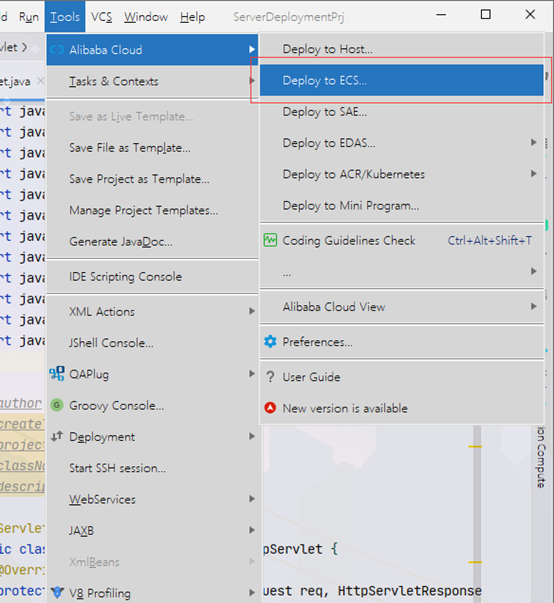 ld Run Tools VCS Window Help ServerDeploymentPrj
vlet
et.java
Alibaba Cloud
Tasks & Contexts
Save as Live Template...
Save File as Template...
Save Project as Template...
Manage Project Templates...
Generate JavaDoc...
IDE Scripting Console
XML Actions
JShell Console...
QAPlug
Groovy Console...
Deployment
Start SSH session...
WebServices
JAXB
XmlBeans
V8 Profiling
Deploy to Host...
Deploy to ECS...
Deploy to SAE...
Deploy to EDAS...
Deploy to ACR/Kubernetes
Deploy to Mini Program...
Coding Guidelines Check Ctrl+Alt+Shift+T
...
Alibaba Cloud View
Preferences...
User Guide
New version is available
rt java
rt java
rt java
rt java
rt java
rt java
rt java
rt java
rt java
rt java
rt java
rt java
author
createT
project
classNa
descrip
Servlet
ic clas pServlet {
@Overri
protect uest req, HttpServletResponse
on Compute